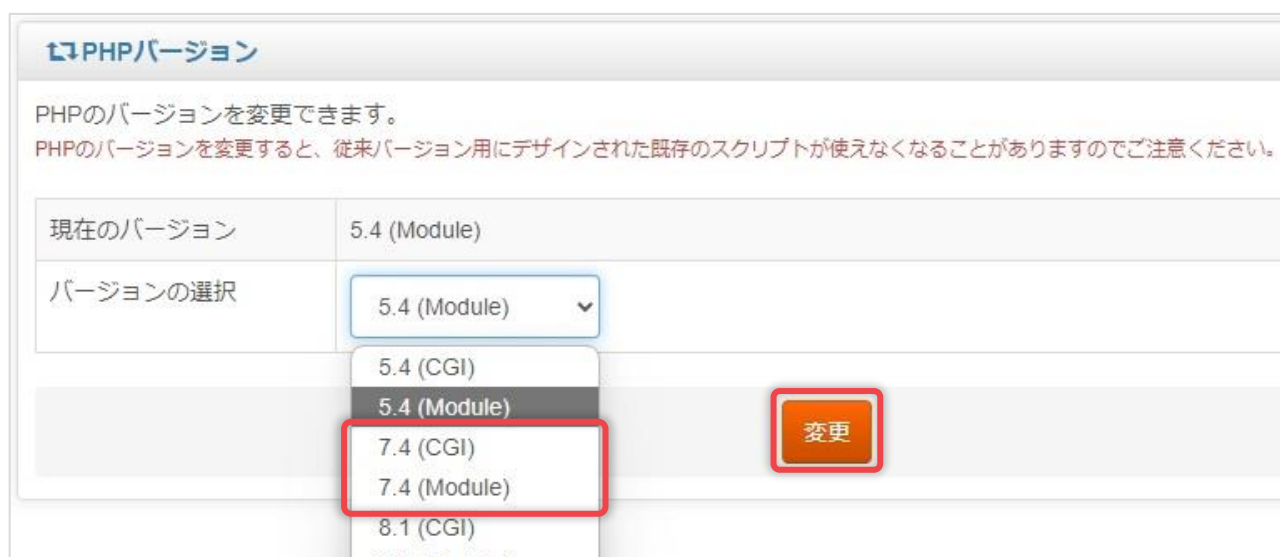 PHPバージョン
PHPのバージョンを変更できます。
PHPのバージョンを変更すると、従来バージョン用にデザインされた既存のスクリプトが使えなくなることがありますのでご注意ください。
現在のバージョン 5.4 (Module)
バージョンの選択 5.4 (Module)
5.4 (CGI)
5.4 (Module)
7.4 (CGI)
変更
7.4 (Module)
8.1 (CGI)